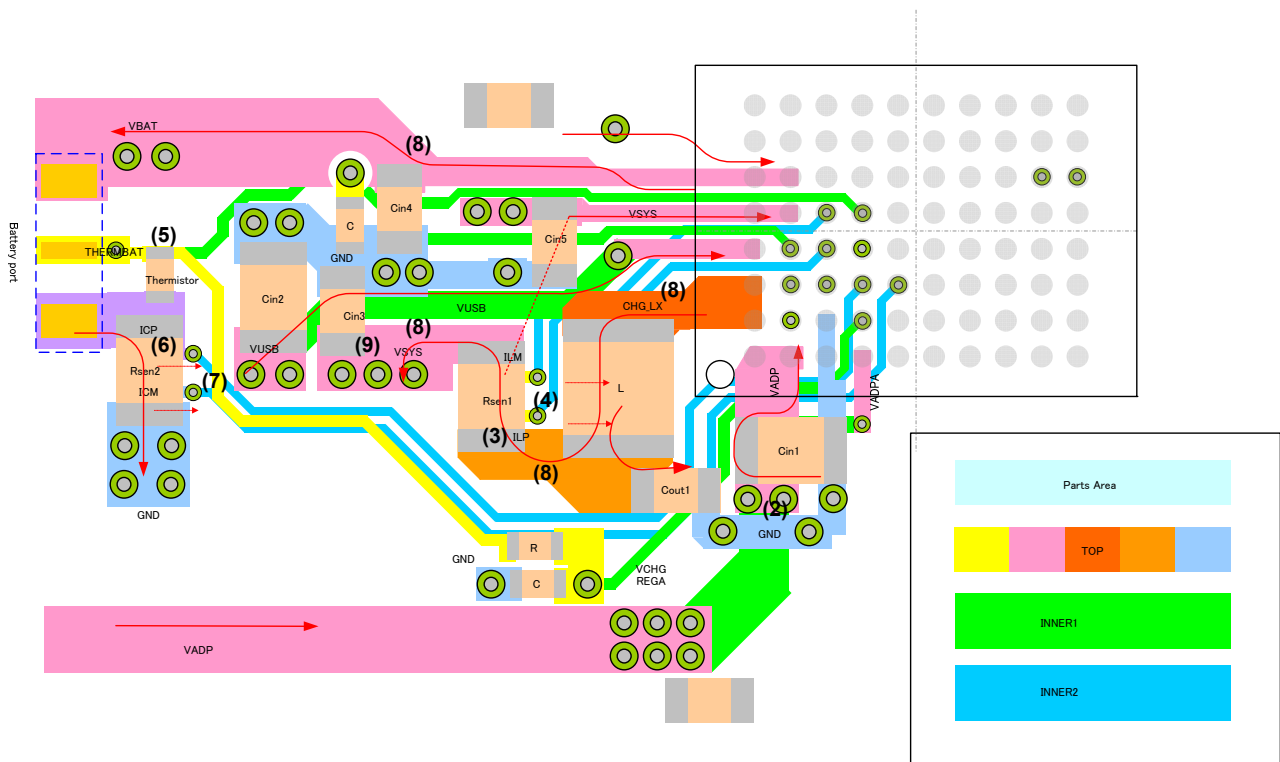 VBAT
(8)
Cin4
C
VSYS
Cin5
Battery port
(5)
THERMBAT
GND
Thermistor
(8)
Cin2
CHG_LX
VUSB
Cin3
ICP
(8)
(6)
(9)
VUSB
VSYS
ILM
Rsen2
(7)
VADP
VADPA
L
ICM
Rsen1
(4)
(3)
ILP
Cin1
(8)
Cout1
Parts Area
(2)
GND
GND
R
TOP
GND
C
VCHG
REGA
INNER1
VADP
INNER2